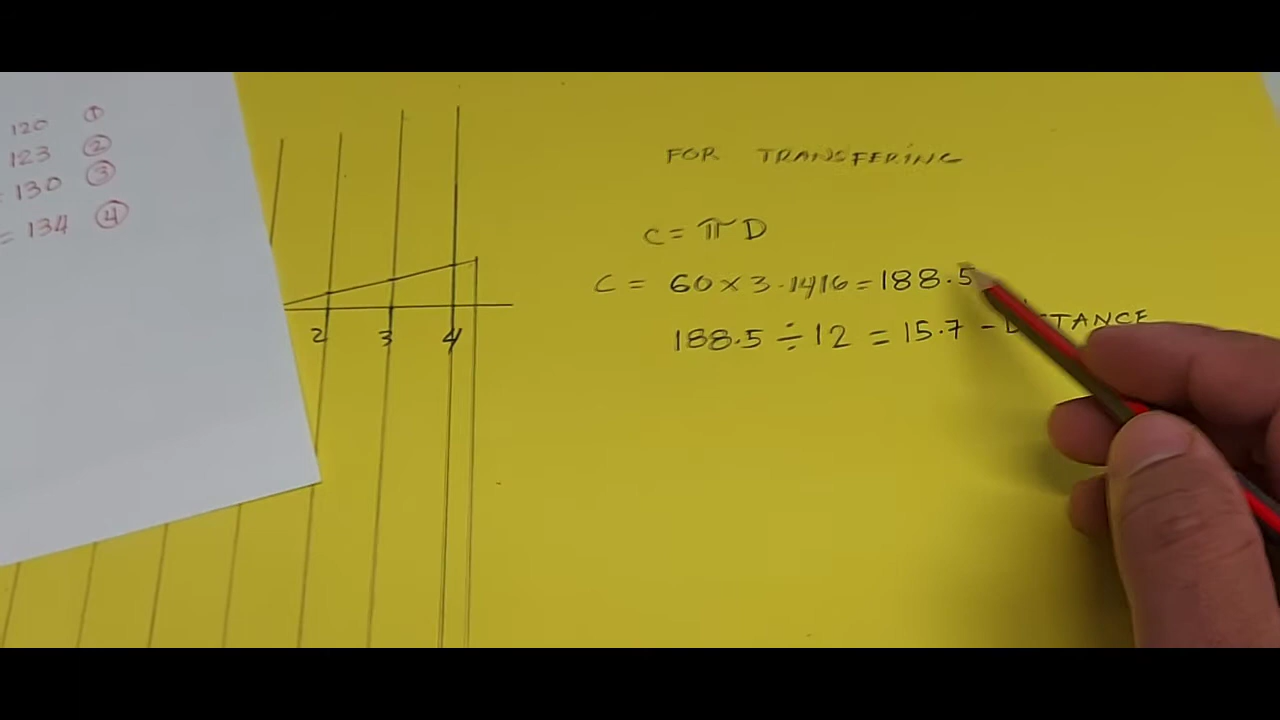 120 ①
123 ②
= 130 ③
= 134 ④
2 3 4
FOR TRANSFERING
C = π D
C = 60 × 3.1416 = 188.5
188.5 ÷ 12 = 15.7 - DISTANCE